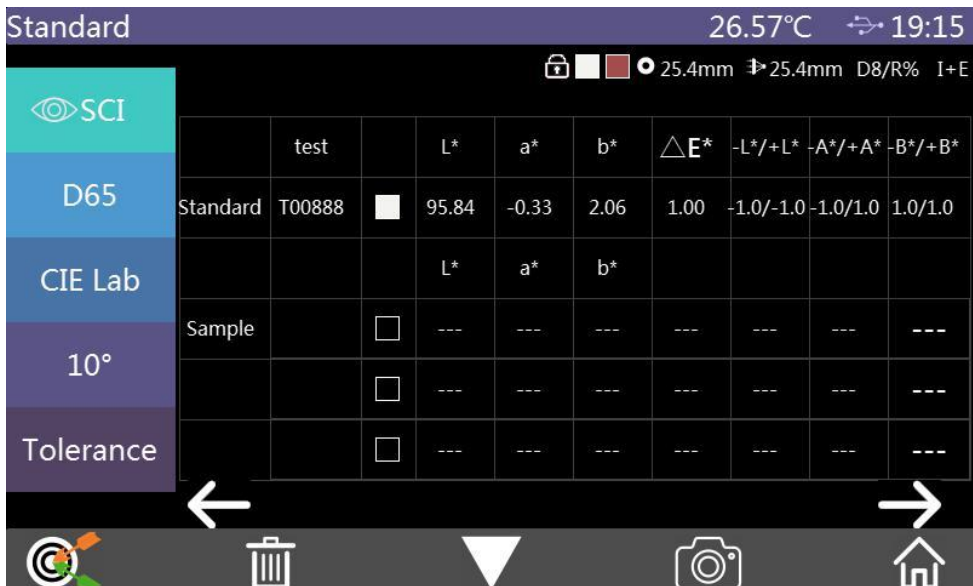 Standard 26.57℃ 19:15
25.4mm 25.4mm D8/R% I+E
SCI
D65
CIE Lab
10°
Tolerance
test L* a* b* △E* -L*/+L* -A*/+A* -B*/+B*
Standard T00888 95.84 -0.33 2.06 1.00 -1.0/-1.0 -1.0/1.0 1.0/1.0
L* a* b*
Sample --- --- --- --- --- --- ---
--- --- --- --- --- --- ---
--- --- --- --- --- --- ---